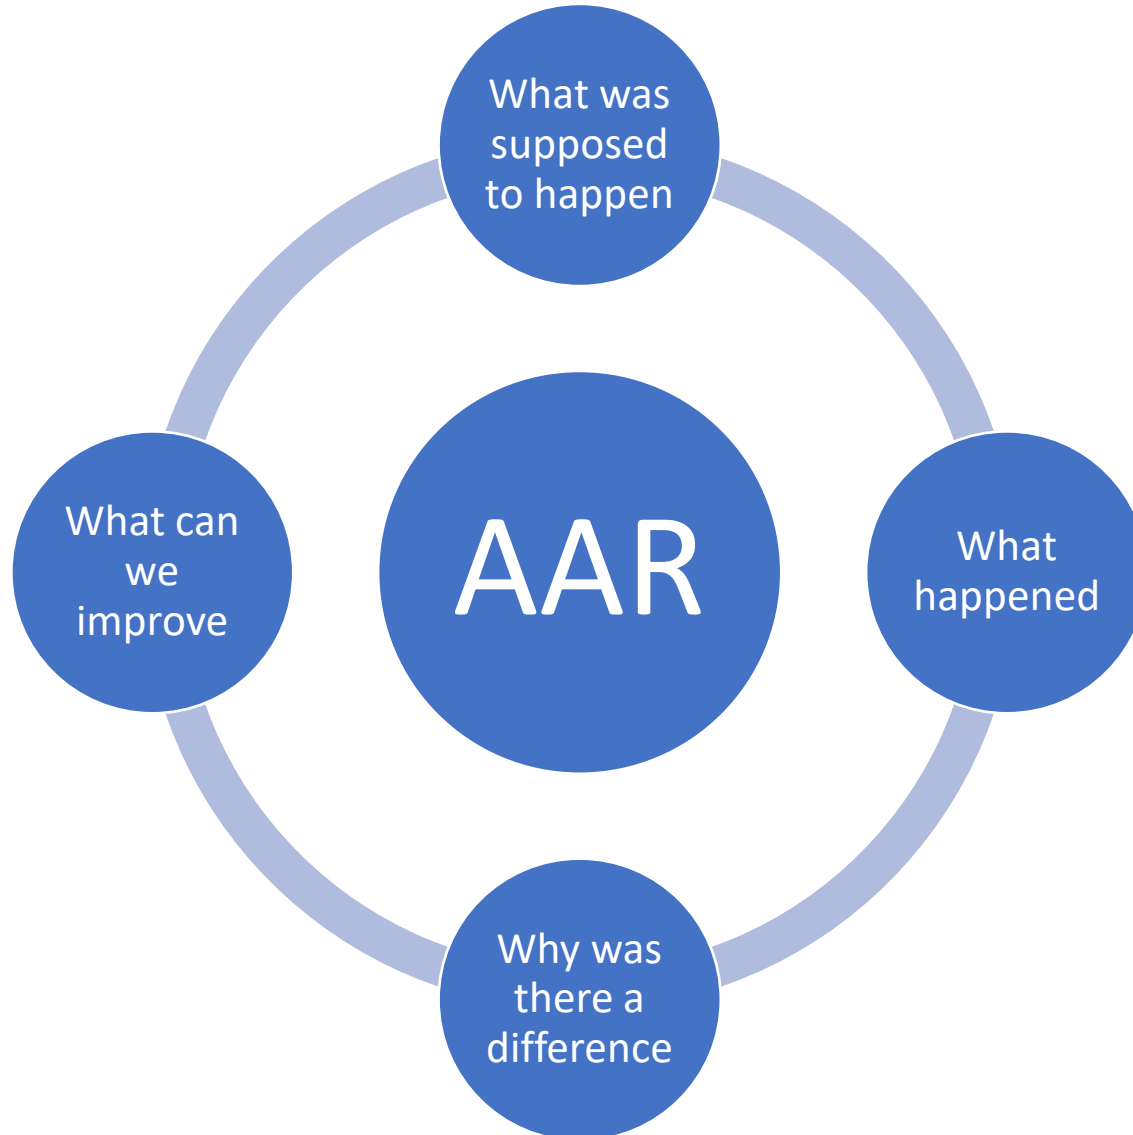 What was
supposed
to happen
AAR
What
happened
Why was
there a
difference
What can
we
improve